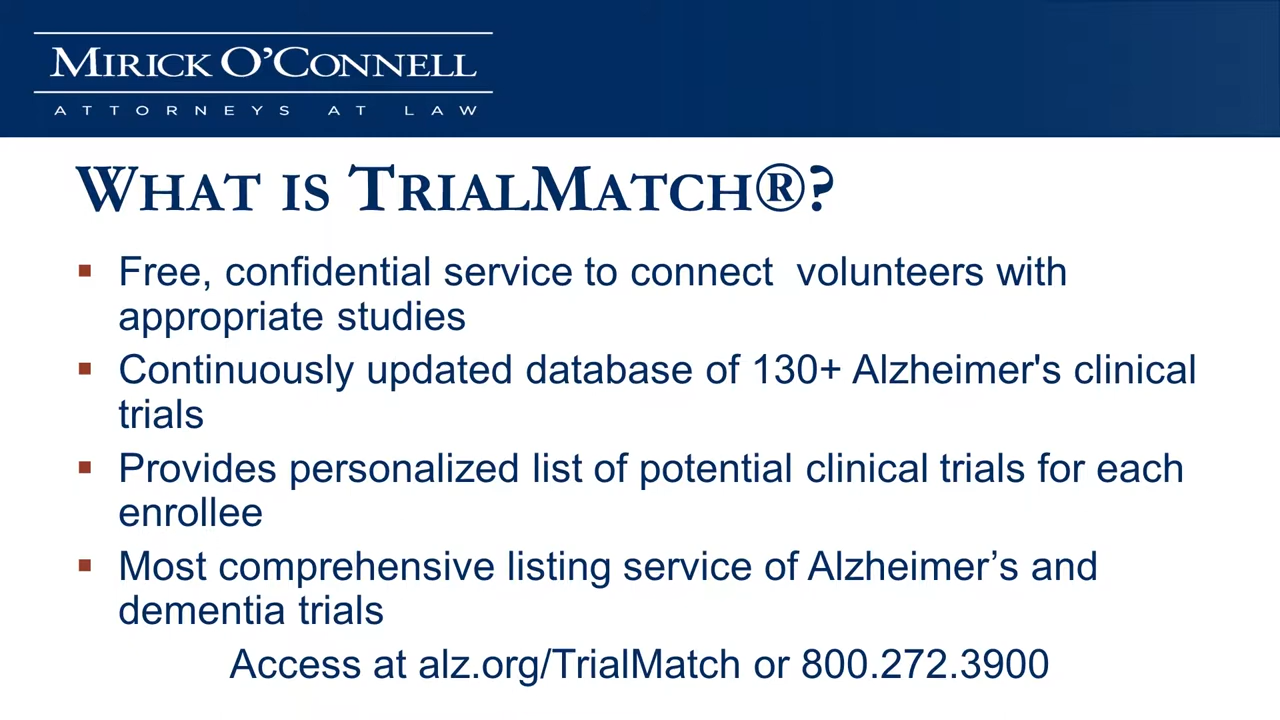 MIRICK O'CONNELL
ATTORNEYS AT LAW
WHAT IS TRIALMATCH®?
▪ Free, confidential service to connect  volunteers with
appropriate studies
▪ Continuously updated database of 130+ Alzheimer's clinical
trials
▪ Provides personalized list of potential clinical trials for each
enrollee
▪ Most comprehensive listing service of Alzheimer’s and
dementia trials
Access at alz.org/TrialMatch or 800.272.3900